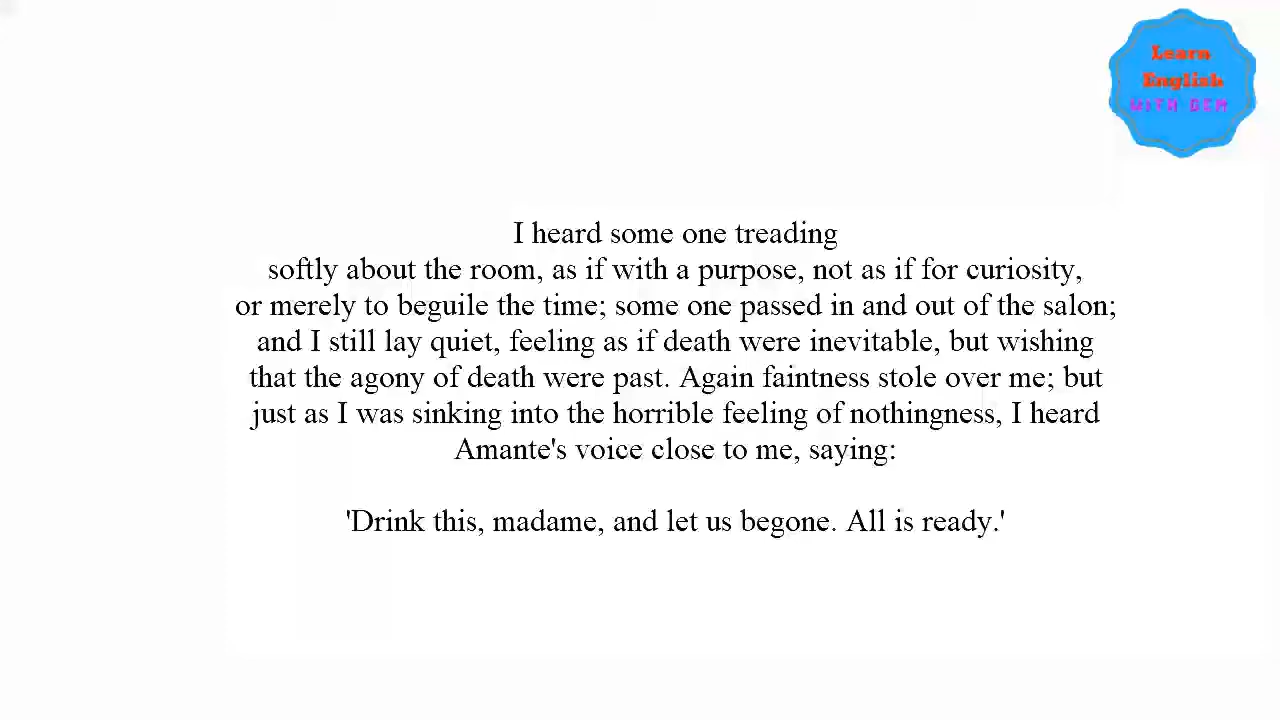 Learn
English
WITH DEM
I heard some one treading
softly about the room, as if with a purpose, not as if for curiosity,
or merely to beguile the time; some one passed in and out of the salon;
and I still lay quiet, feeling as if death were inevitable, but wishing
that the agony of death were past. Again faintness stole over me; but
just as I was sinking into the horrible feeling of nothingness, I heard
Amante's voice close to me, saying:
'Drink this, madame, and let us begone. All is ready.'